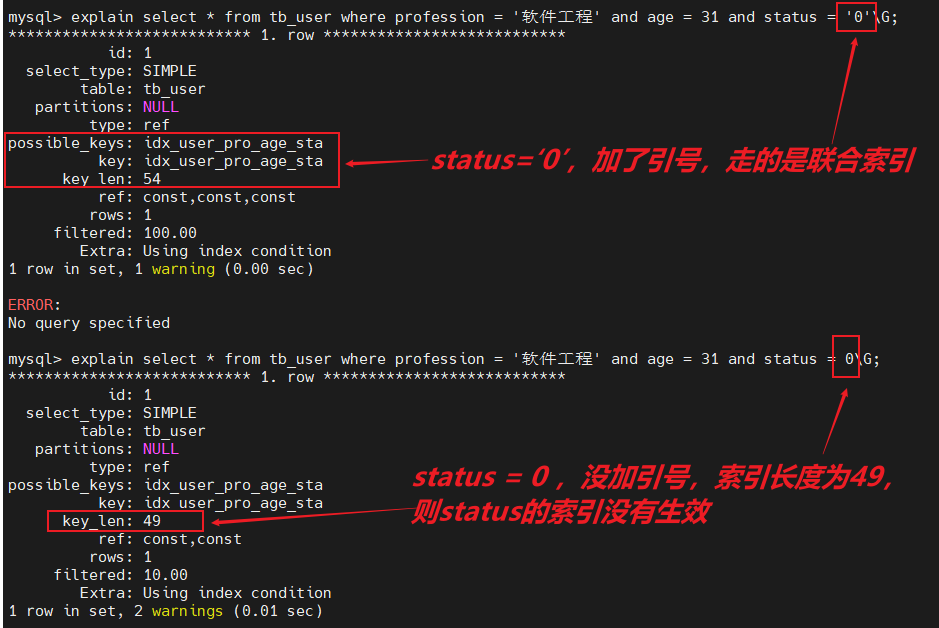 mysql> explain select * from tb_user where profession = '软件工程' and age = 31 and status = '0'\G;
*************************** 1. row ***************************
id: 1
select_type: SIMPLE
table: tb_user
partitions: NULL
type: ref
possible_keys: idx_user_pro_age_sta
key: idx_user_pro_age_sta
status=‘0’，加了引号，走的是联合索引
key_len: 54
ref: const,const,const
rows: 1
filtered: 100.00
Extra: Using index condition
1 row in set, 1 warning (0.00 sec)
ERROR:
No query specified
mysql> explain select * from tb_user where profession = '软件工程' and age = 31 and status = 0\G;
*************************** 1. row ***************************
id: 1
select_type: SIMPLE
table: tb_user
partitions: NULL
type: ref
possible_keys: idx_user_pro_age_sta
key: idx_user_pro_age_sta
status = 0 ，没加引号，索引长度为49，
则status的索引没有生效
key_len: 49
ref: const,const
rows: 1
filtered: 10.00
Extra: Using index condition
1 row in set, 2 warnings (0.01 sec)